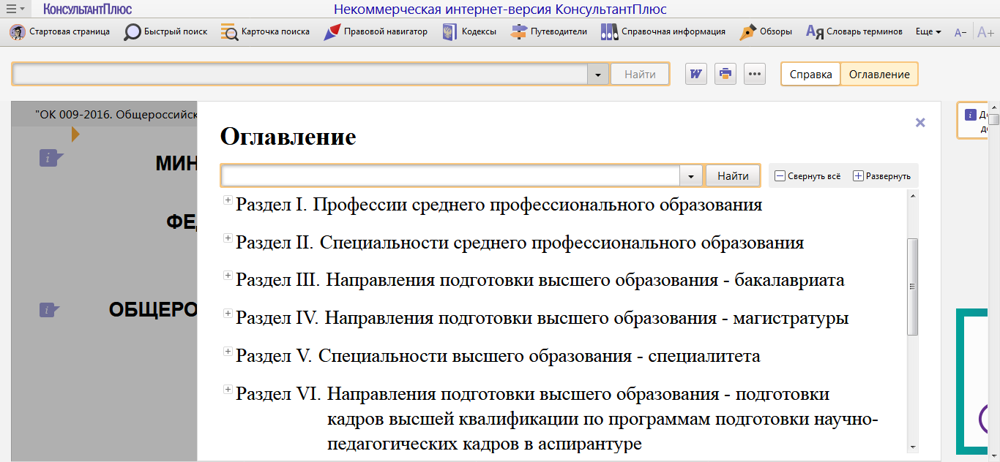 КонсультантПлюс
Некоммерческая интернет-версия КонсультантПлюс
Стартовая страница
Быстрый поиск
Карточка поиска
Правовой навигатор
Кодексы
Путеводители
Справочная информация
Обзоры
Словарь терминов
Еще
А−
А+
Найти
Справка
Оглавление
"ОК 009-2016. Общероссийск
МИН
ФЕД
ОБЩЕРО
Оглавление
Найти
Свернуть всё
Развернуть
Раздел I. Профессии среднего профессионального образования
Раздел II. Специальности среднего профессионального образования
Раздел III. Направления подготовки высшего образования - бакалавриата
Раздел IV. Направления подготовки высшего образования - магистратуры
Раздел V. Специальности высшего образования - специалитета
Раздел VI. Направления подготовки высшего образования - подготовки
кадров высшей квалификации по программам подготовки научно-
педагогических кадров в аспирантуре